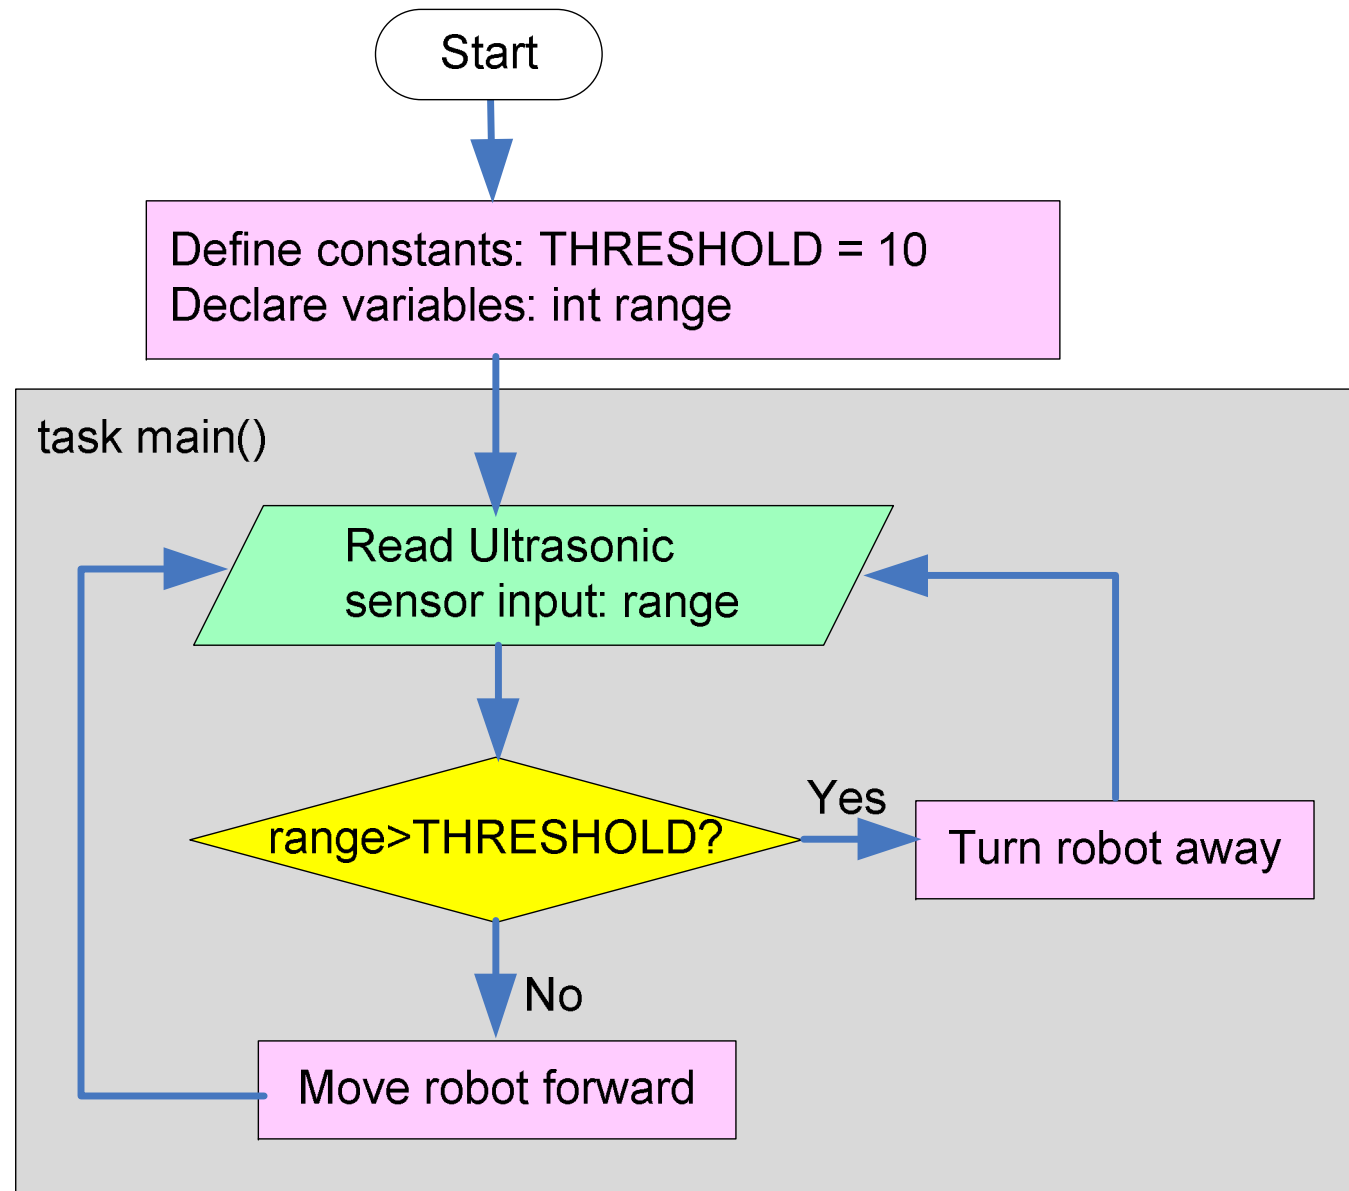 Start
Define constants: THRESHOLD = 10
Declare variables: int range
task main()
Read Ultrasonic
sensor input: range
range>THRESHOLD?
Yes
Turn robot away
No
Move robot forward